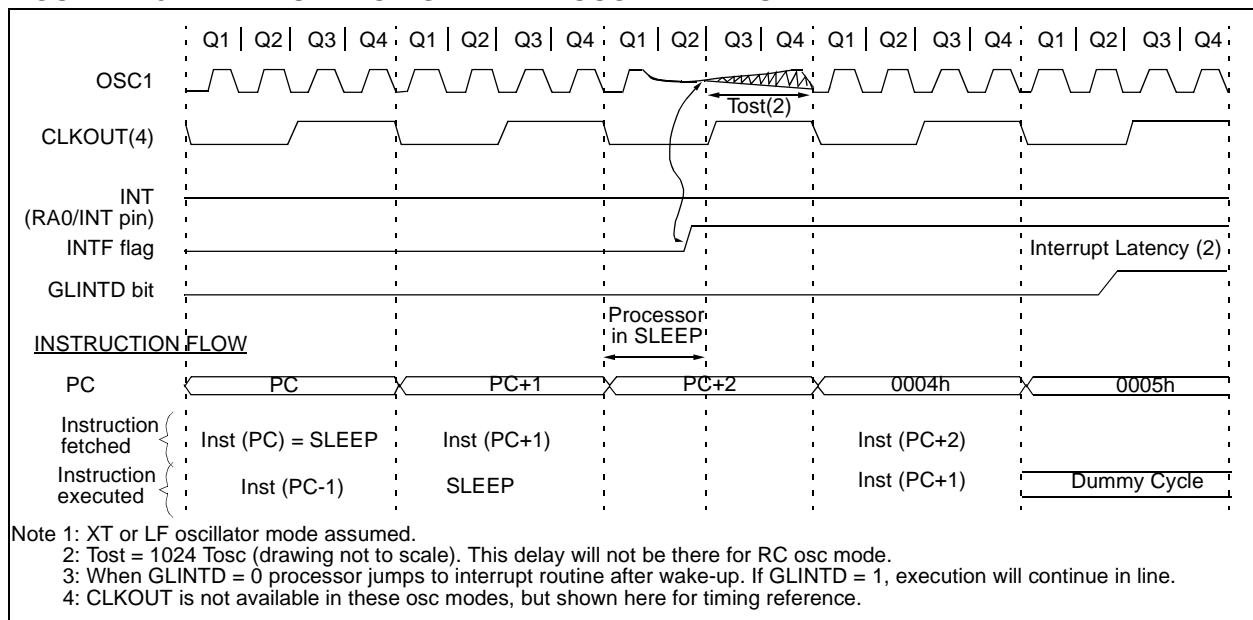 Q1 | Q2 | Q3 | Q4 Q1 | Q2 | Q3 | Q4 Q1 | Q2 | Q3 | Q4 Q1 | Q2 | Q3 | Q4 Q1 | Q2 | Q3 | Q4
OSC1
Tost(2)
CLKOUT(4)
INT
(RA0/INT pin)
INTF flag
Interrupt Latency (2)
GLINTD bit
Processor
in SLEEP
INSTRUCTION FLOW
PC PC PC+1 PC+2 0004h 0005h
Instruction
fetched
Inst (PC) = SLEEP Inst (PC+1) Inst (PC+2)
Instruction
executed
Inst (PC-1) SLEEP Inst (PC+1) Dummy Cycle
Note 1: XT or LF oscillator mode assumed.
2: Tost = 1024 Tosc (drawing not to scale). This delay will not be there for RC osc mode.
3: When GLINTD = 0 processor jumps to interrupt routine after wake-up. If GLINTD = 1, execution will continue in line.
4: CLKOUT is not available in these osc modes, but shown here for timing reference.